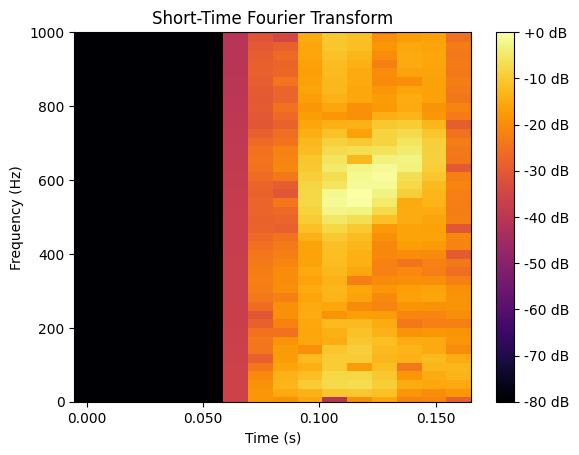 Short-Time Fourier Transform
1000
800
600
400
200
0
Frequency (Hz)
0.000
0.050
0.100
0.150
Time (s)
+0 dB
-10 dB
-20 dB
-30 dB
-40 dB
-50 dB
-60 dB
-70 dB
-80 dB